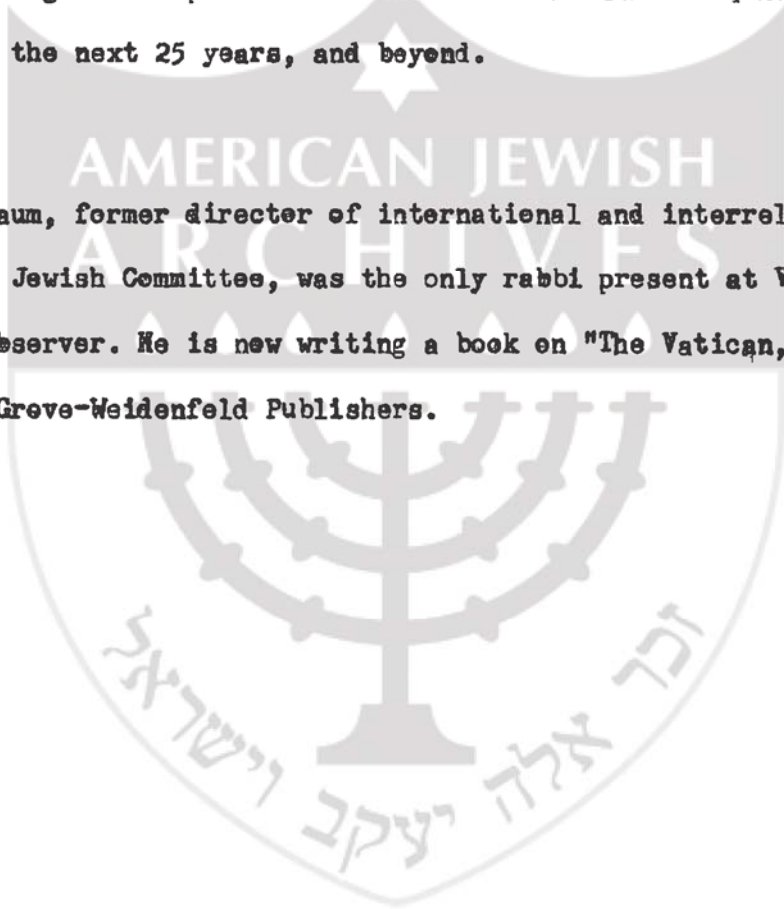 the next 25 years, and beyond.
AMERICAN JEWISH
aum, former director of international and interrel
ARCHIVES
Jewish Committee, was the only rabbi present at V
bserver. He is now writing a book on "The Vatican,
Grove-Weidenfeld Publishers.
זכר אלה יעקב וישראל